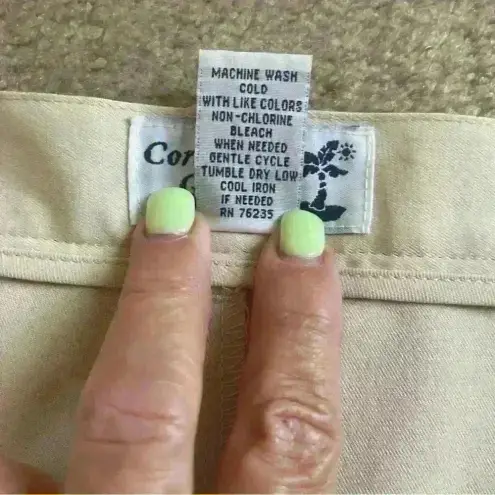 MACHINE WASH
COLD
WITH LIKE COLORS
NON-CHLORINE
BLEACH
WHEN NEEDED
GENTLE CYCLE
TUMBLE DRY LOW
COOL IRON
IF NEEDED
RN 76235